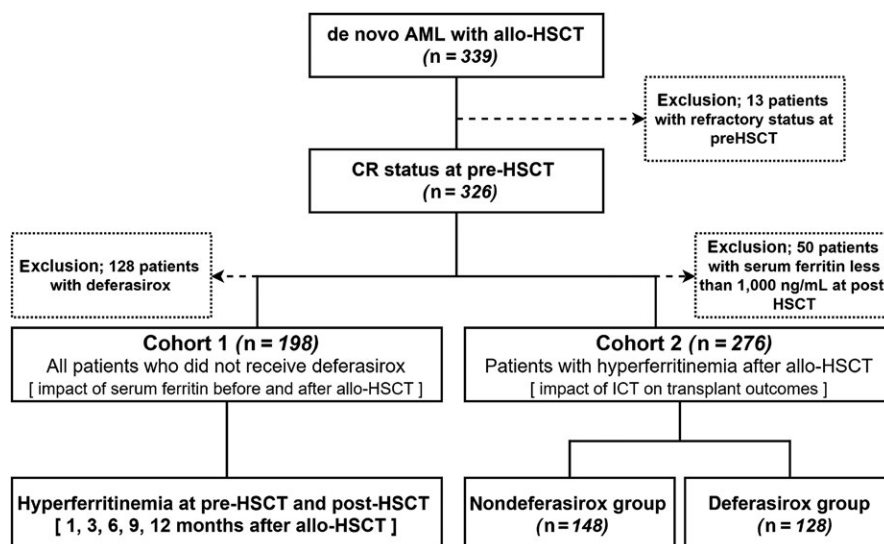 de novo AML with allo-HSCT
(n = 339)
Exclusion; 13 patients
with refractory status at
preHSCT
CR status at pre-HSCT
(n = 326)
Exclusion; 128 patients
with deferasirox
Exclusion; 50 patients
with serum ferritin less
than 1,000 ng/mL at post
HSCT
Cohort 1 (n = 198)
All patients who did not receive deferasirox
[ impact of serum ferritin before and after allo-HSCT ]
Cohort 2 (n = 276)
Patients with hyperferritinemia after allo-HSCT
[ impact of ICT on transplant outcomes ]
Hyperferritinemia at pre-HSCT and post-HSCT
[ 1, 3, 6, 9, 12 months after allo-HSCT ]
Nondeferasirox group
(n = 148)
Deferasirox group
(n = 128)